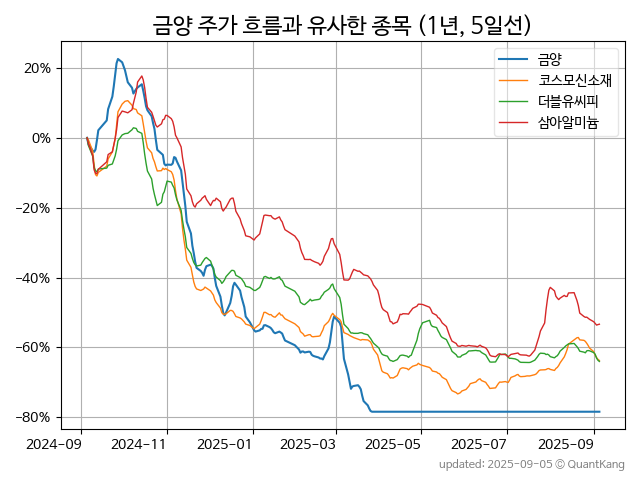 금양 주가 흐름과 유사한 종목 (1년, 5일선)
금양
코스모신소재
더블유씨피
삼아알미늄
20%
0%
−20%
−40%
−60%
−80%
2024-09
2024-11
2025-01
2025-03
2025-05
2025-07
2025-09
updated: 2025-09-05 © QuantKang